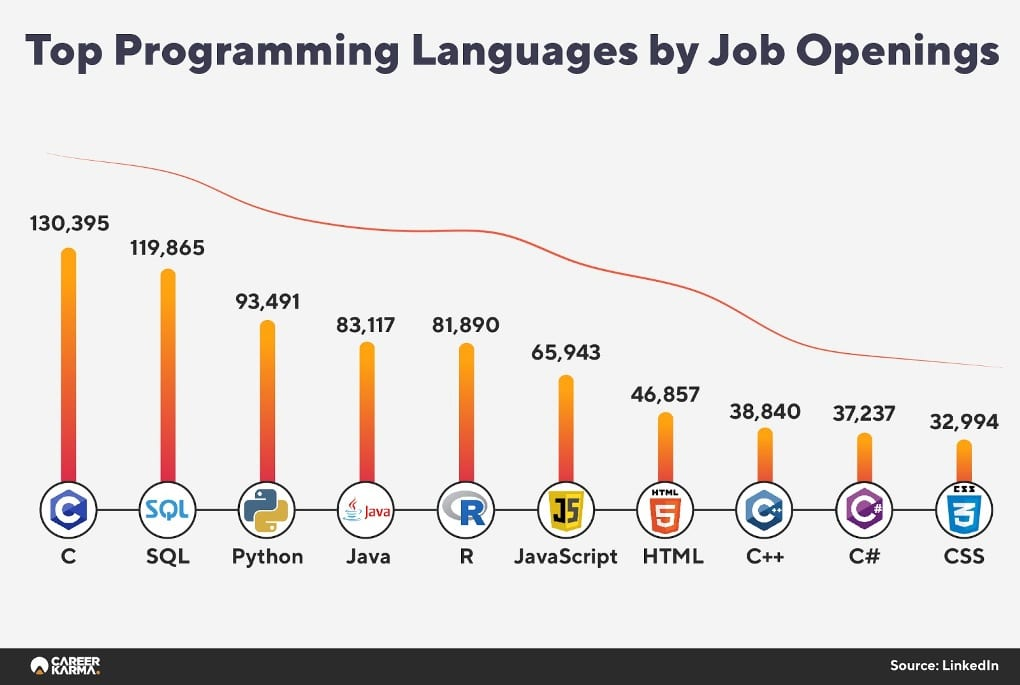 Top Programming Languages by Job Openings
130,395
119,865
93,491
83,117
81,890
65,943
46,857
38,840
37,237
32,994
C
SQL
Java
R
JS
HTML
5
C++
C#
CSS
3
C
SQL
Python
Java
R
JavaScript
HTML
C++
C#
CSS
CAREER
KARMA.
Source: LinkedIn